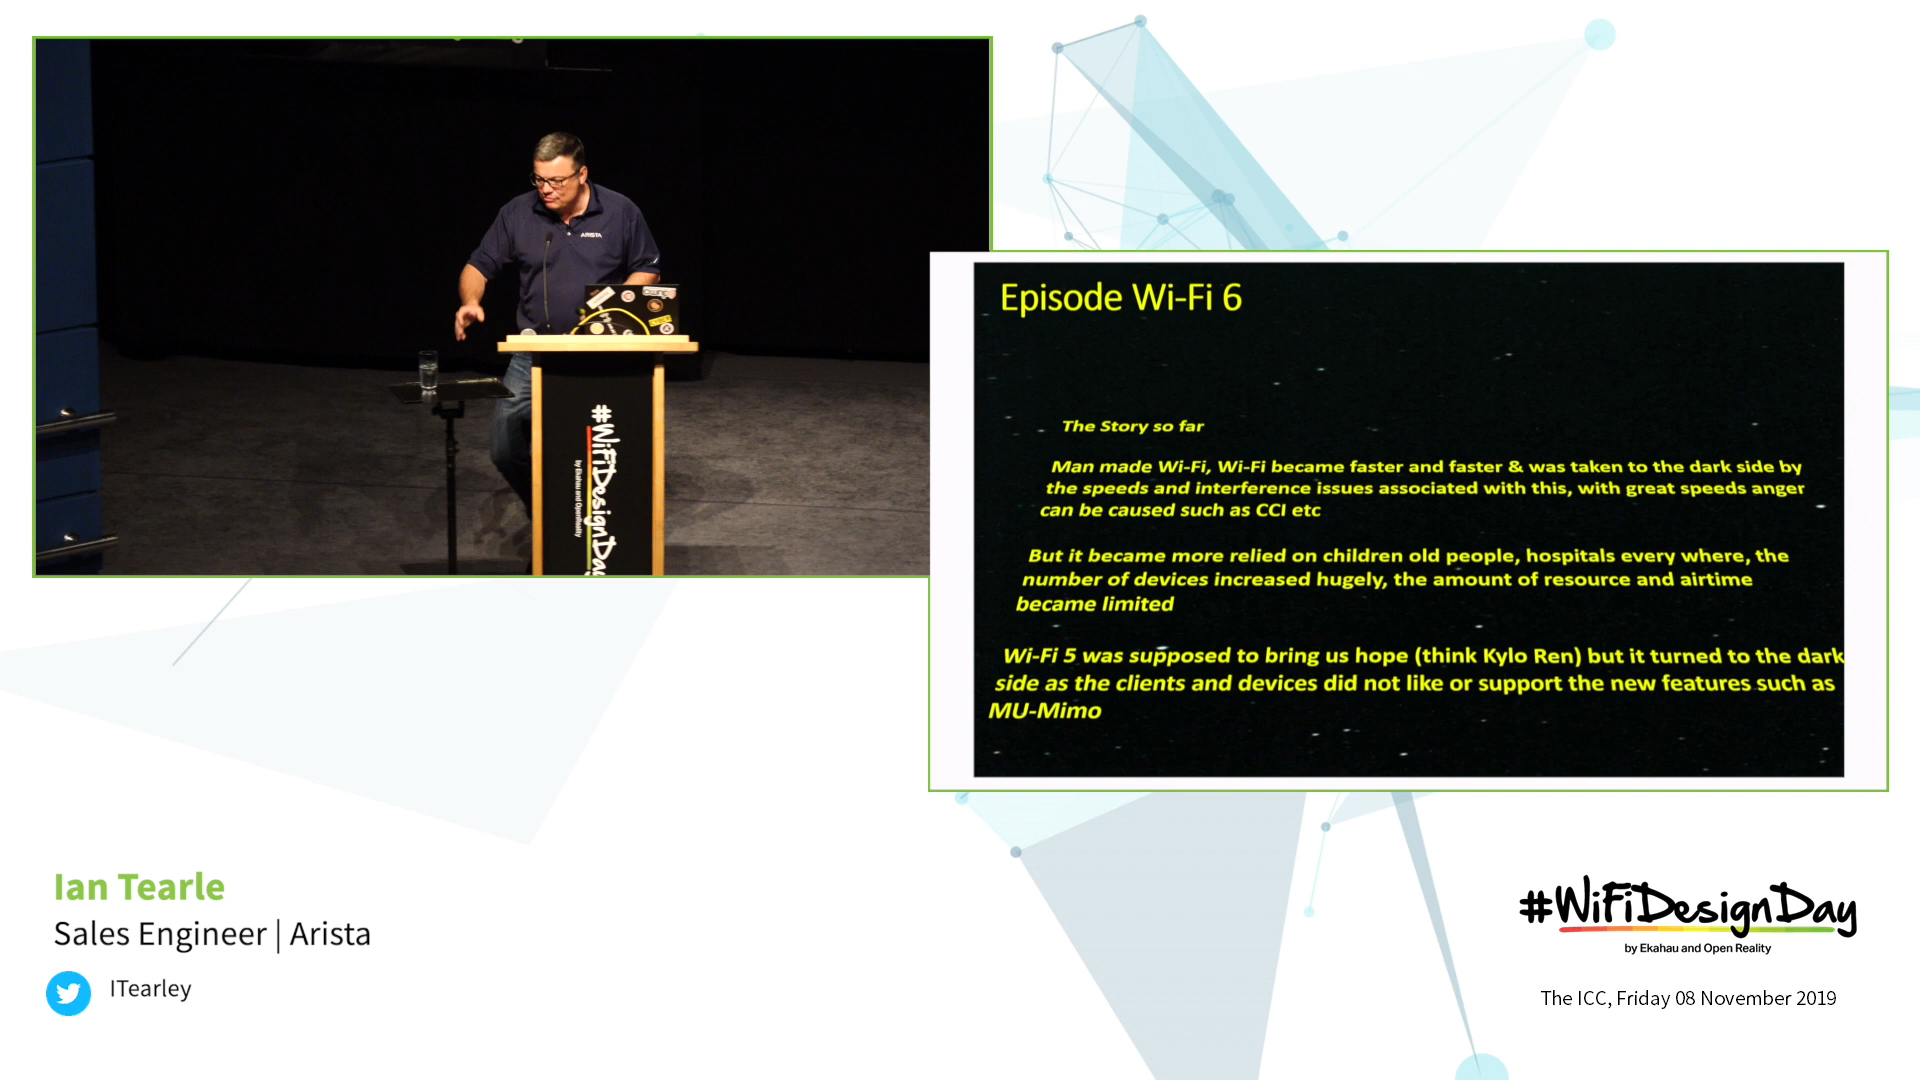 ARISTA
#WiFiDesignDay
by Ekahau and OpenReality
Episode Wi-Fi 6
The Story so far
Man made Wi-Fi, Wi-Fi became faster and faster & was taken to the dark side by
the speeds and interference issues associated with this, with great speeds anger
can be caused such as CCI etc
But it became more relied on children old people, hospitals every where, the
number of devices increased hugely, the amount of resource and airtime
became limited
Wi-Fi 5 was supposed to bring us hope (think Kylo Ren) but it turned to the dark
side as the clients and devices did not like or support the new features such as
MU-Mimo
Ian Tearle
Sales Engineer | Arista
ITearley
#WiFiDesignDay
by Ekahau and Open Reality
The ICC, Friday 08 November 2019